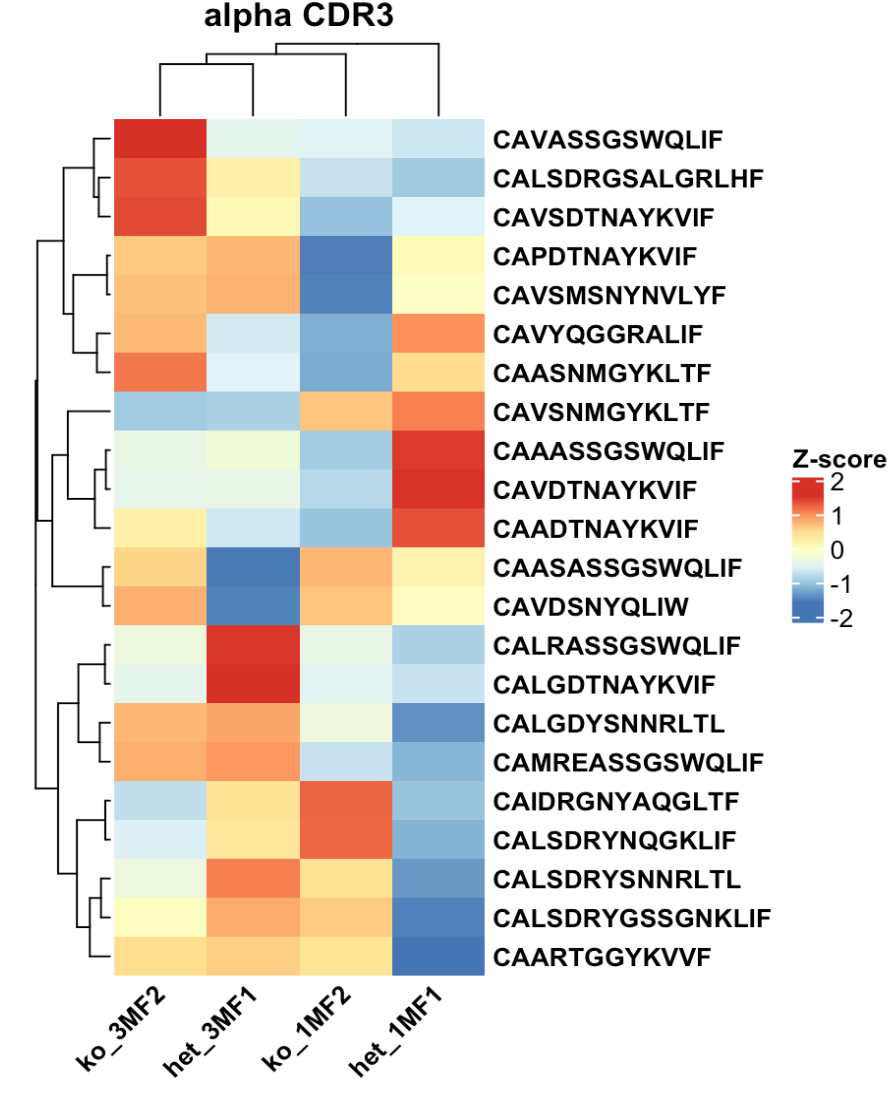 alpha CDR3
CAVASSGSWQLIF
CALSDRGSALGRLHF
CAVSDTNAYKVIF
CAPDTNAYKVIF
CAVSMSNYNVLYF
CAVYQGGRALIF
CAASNMGYKLTF
CAVSNMGYKLTF
CAAASSGSWQLIF
CAVDTNAYKVIF
CAADTNAYKVIF
CAASASSGSWQLIF
CAVDSNYQLIW
CALRASSGSWQLIF
CALGDTNAYKVIF
CALGDYSNNRLTL
CAMREASSGSWQLIF
CAIDRGNYAQGLTF
CALSDRYNQGKLIF
CALSDRYSNNRLTL
CALSDRYGSSGNKLIF
CAARTGGYKVVF
Z-score
2
1
0
-1
-2
ko_3MF2
het_3MF1
ko_1MF2
het_1MF1